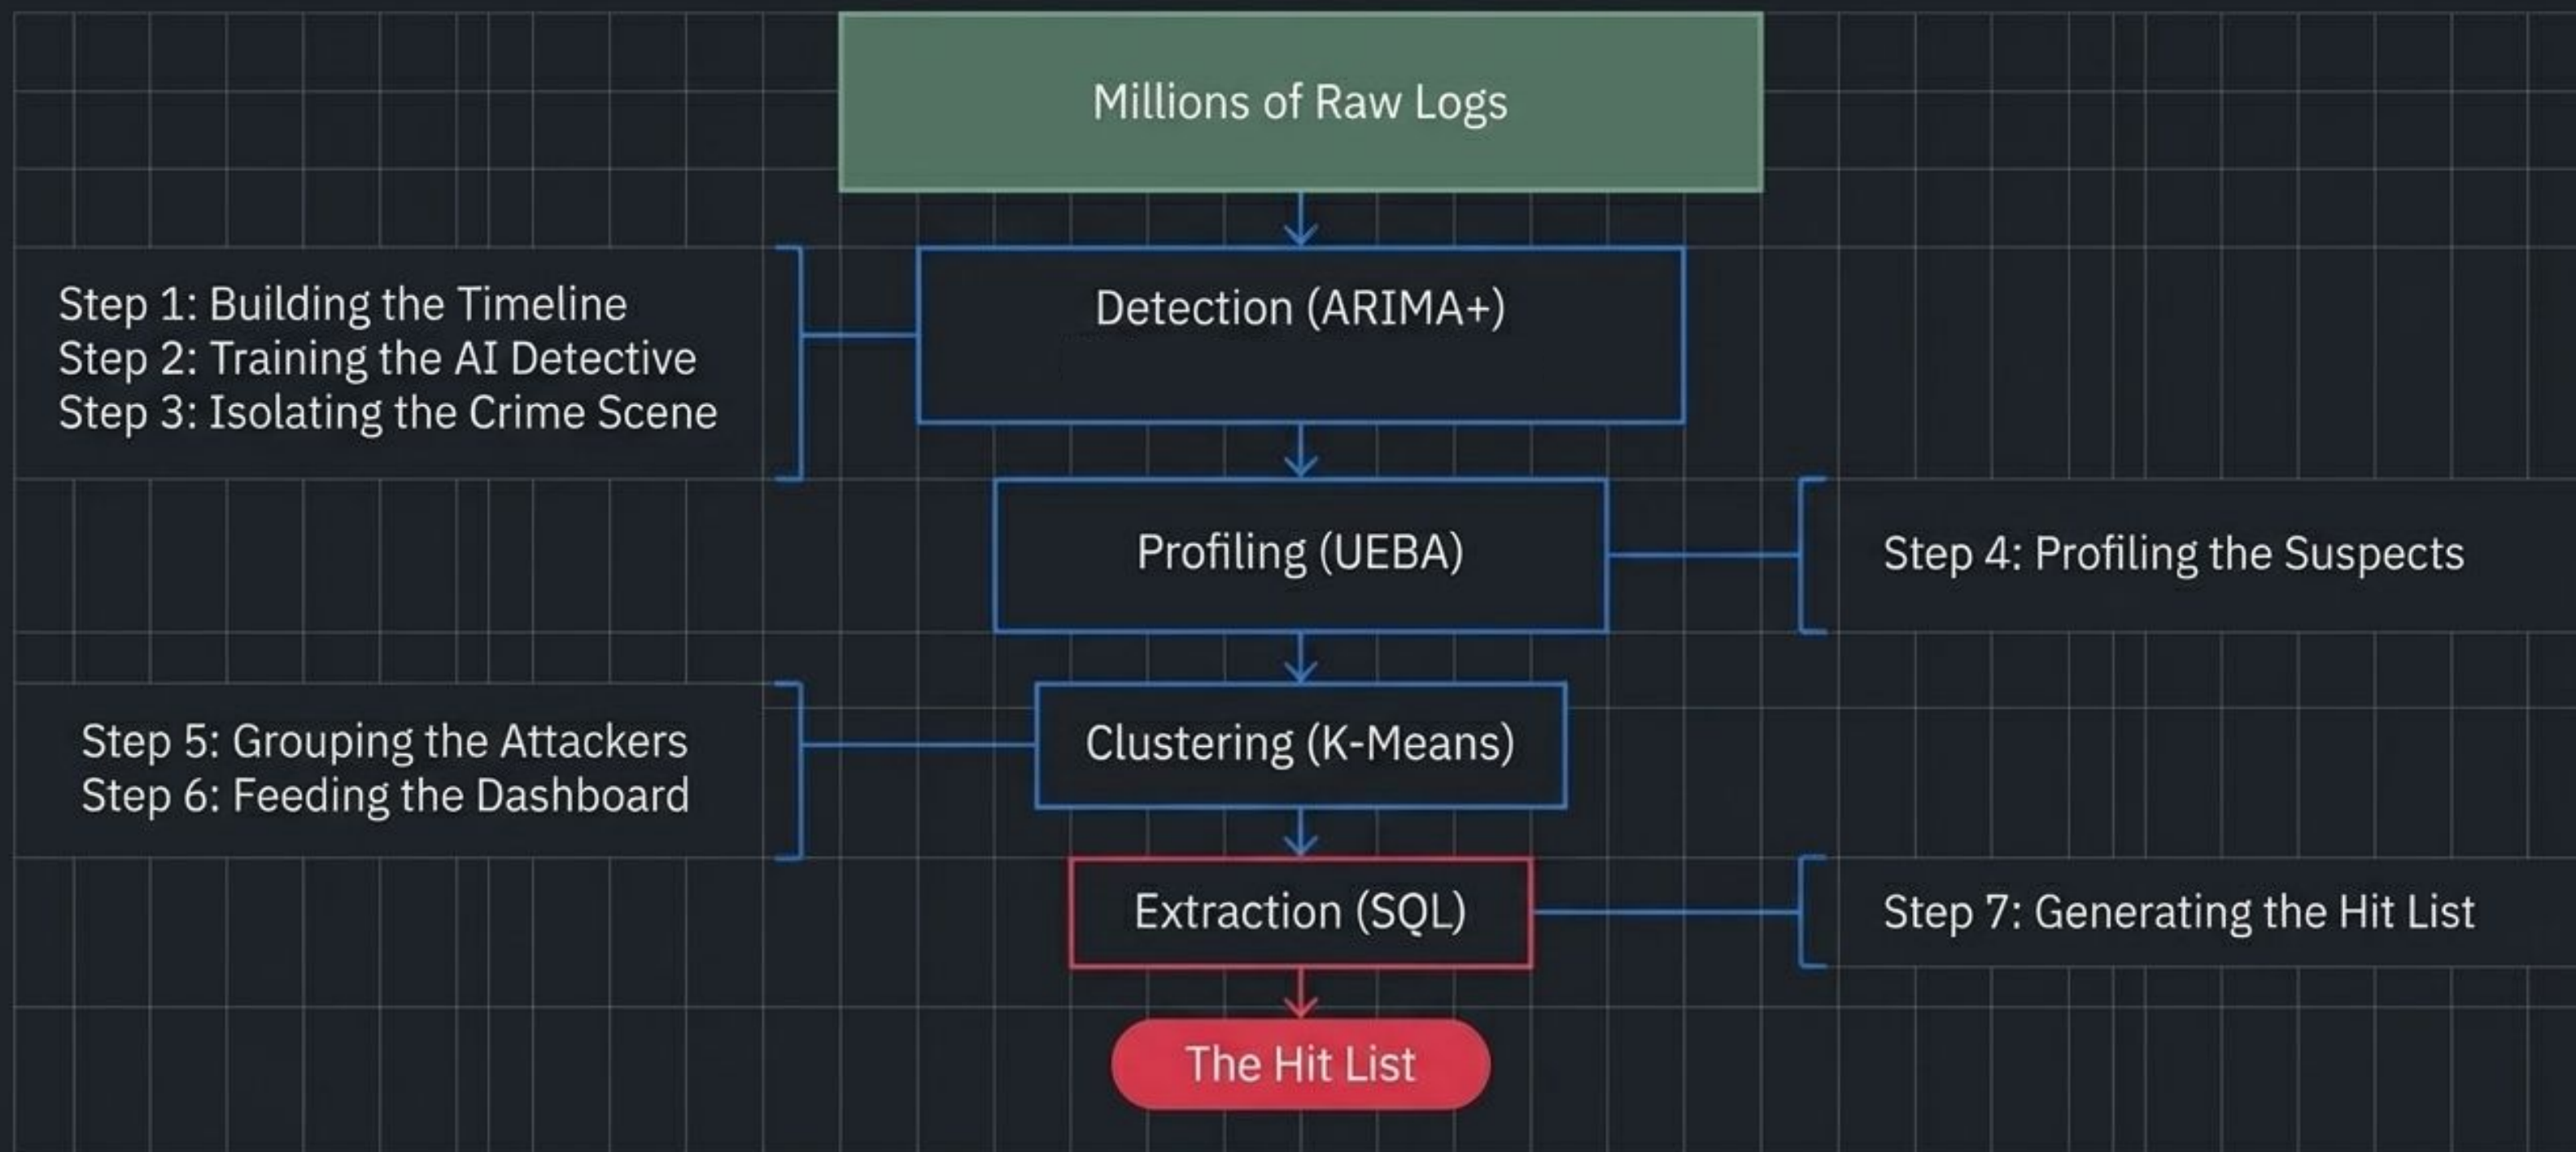 Millions of Raw Logs
Step 1: Building the Timeline
Step 2: Training the AI Detective
Step 3: Isolating the Crime Scene
Detection (ARIMA+)
Profiling (UEBA)
Step 4: Profiling the Suspects
Step 5: Grouping the Attackers
Step 6: Feeding the Dashboard
Clustering (K-Means)
Extraction (SQL)
Step 7: Generating the Hit List
The Hit List